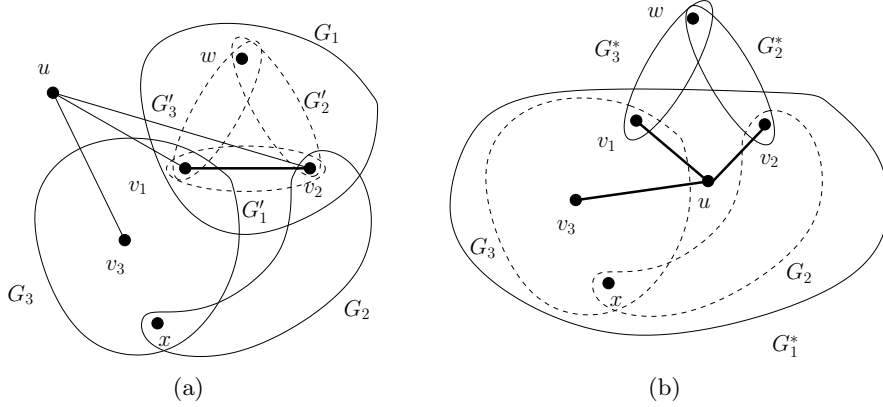 G₁
u
w
G′₃
G′₂
v₁
v₂
G′₁
v₃
G₃
G₂
x
(a)
w
G*₃
G*₂
v₁
v₂
u
v₃
G₃
G₂
x
G*₁
(b)